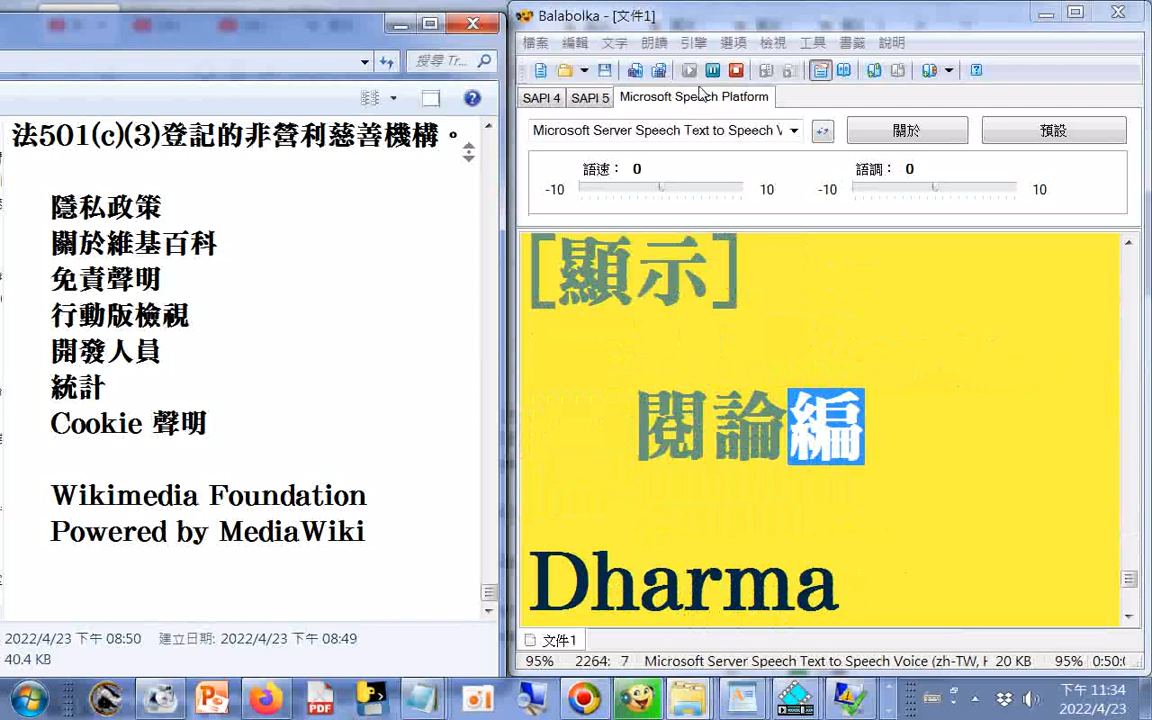 搜尋 Tr...
法501(c)(3)登記的非營利慈善機構。
隱私政策
關於維基百科
免責聲明
行動版檢視
開發人員
統計
Cookie 聲明
Wikimedia Foundation
Powered by MediaWiki
2022/4/23 下午 08:50 建立日期: 2022/4/23 下午 08:49
40.4 KB
Balabolka - [文件1]
檔案 編輯 文字 朗讀 引擎 選項 檢視 工具 書籤 說明
SAPI 4 SAPI 5 Microsoft Speech Platform
Microsoft Server Speech Text to Speech V 關於 預設
語速： 0 語調： 0
-10 10 -10 10
[顯示]
閱論編
Dharma
文件1
95% 2264: 7 Microsoft Server Speech Text to Speech Voice (zh-TW, H 20 KB 95% 0:50:
PDF
下午 11:34
2022/4/23